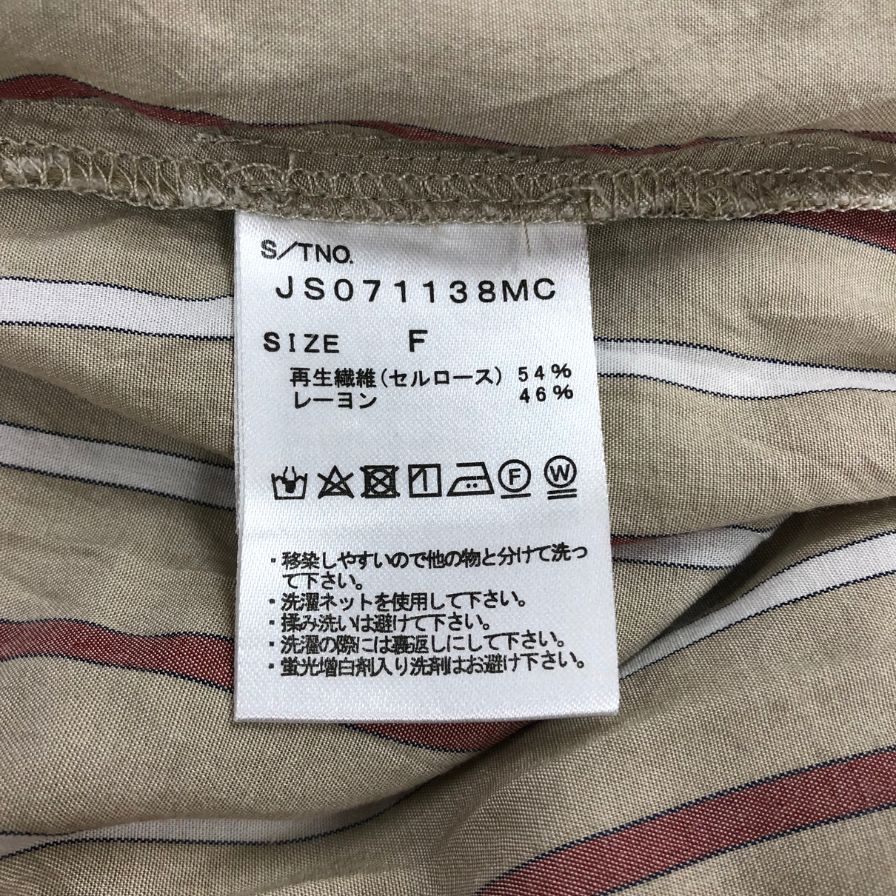 S/TNO.
JS071138MC
SIZE F
再生繊維(セルロース) 54%
レーヨン 46%
F W
・移染しやすいので他の物と分けて洗っ
て下さい。
・洗濯ネットを使用して下さい。
・揉み洗いは避けて下さい。
・洗濯の際には裏返しにして下さい。
・蛍光増白剤入り洗剤はお避け下さい。